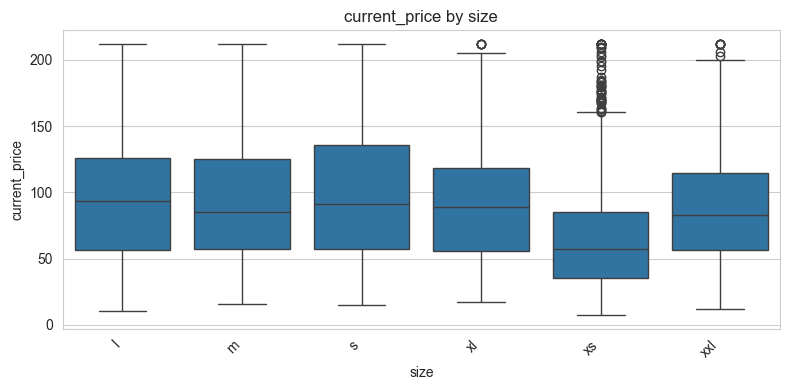 current_price by size
current_price
200
150
100
50
0
l
m
s
xl
xs
xxl
size